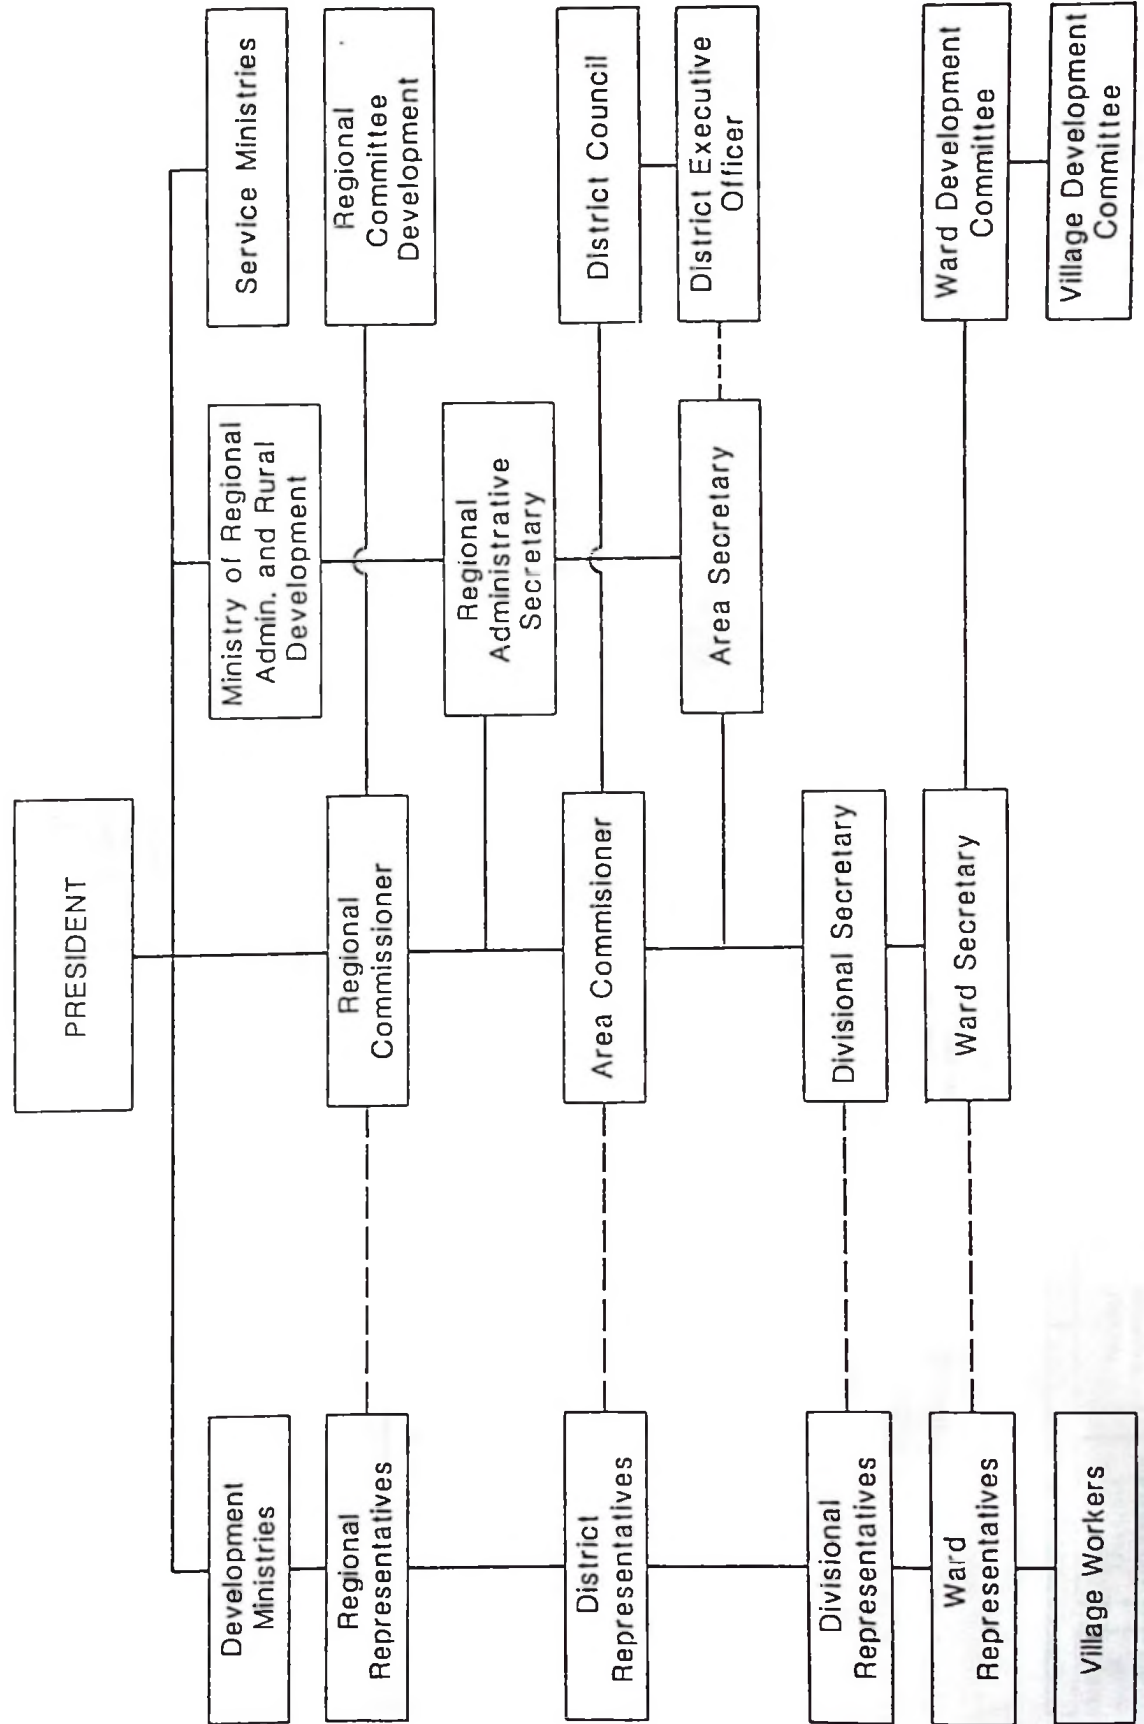 PRESIDENT
Development
Ministries
Ministry of Regional
Admin. and Rural
Development
Service Ministries
Regional
Representatives
Regional
Commissioner
Regional
Committee
Development
Regional
Administrative
Secretary
District
Representatives
Area Commisioner
District Council
Area Secretary
District Executive
Officer
Divisional
Representatives
Divisional Secretary
Ward
Representatives
Ward Secretary
Ward Development
Committee
Village Workers
Village Development
Committee